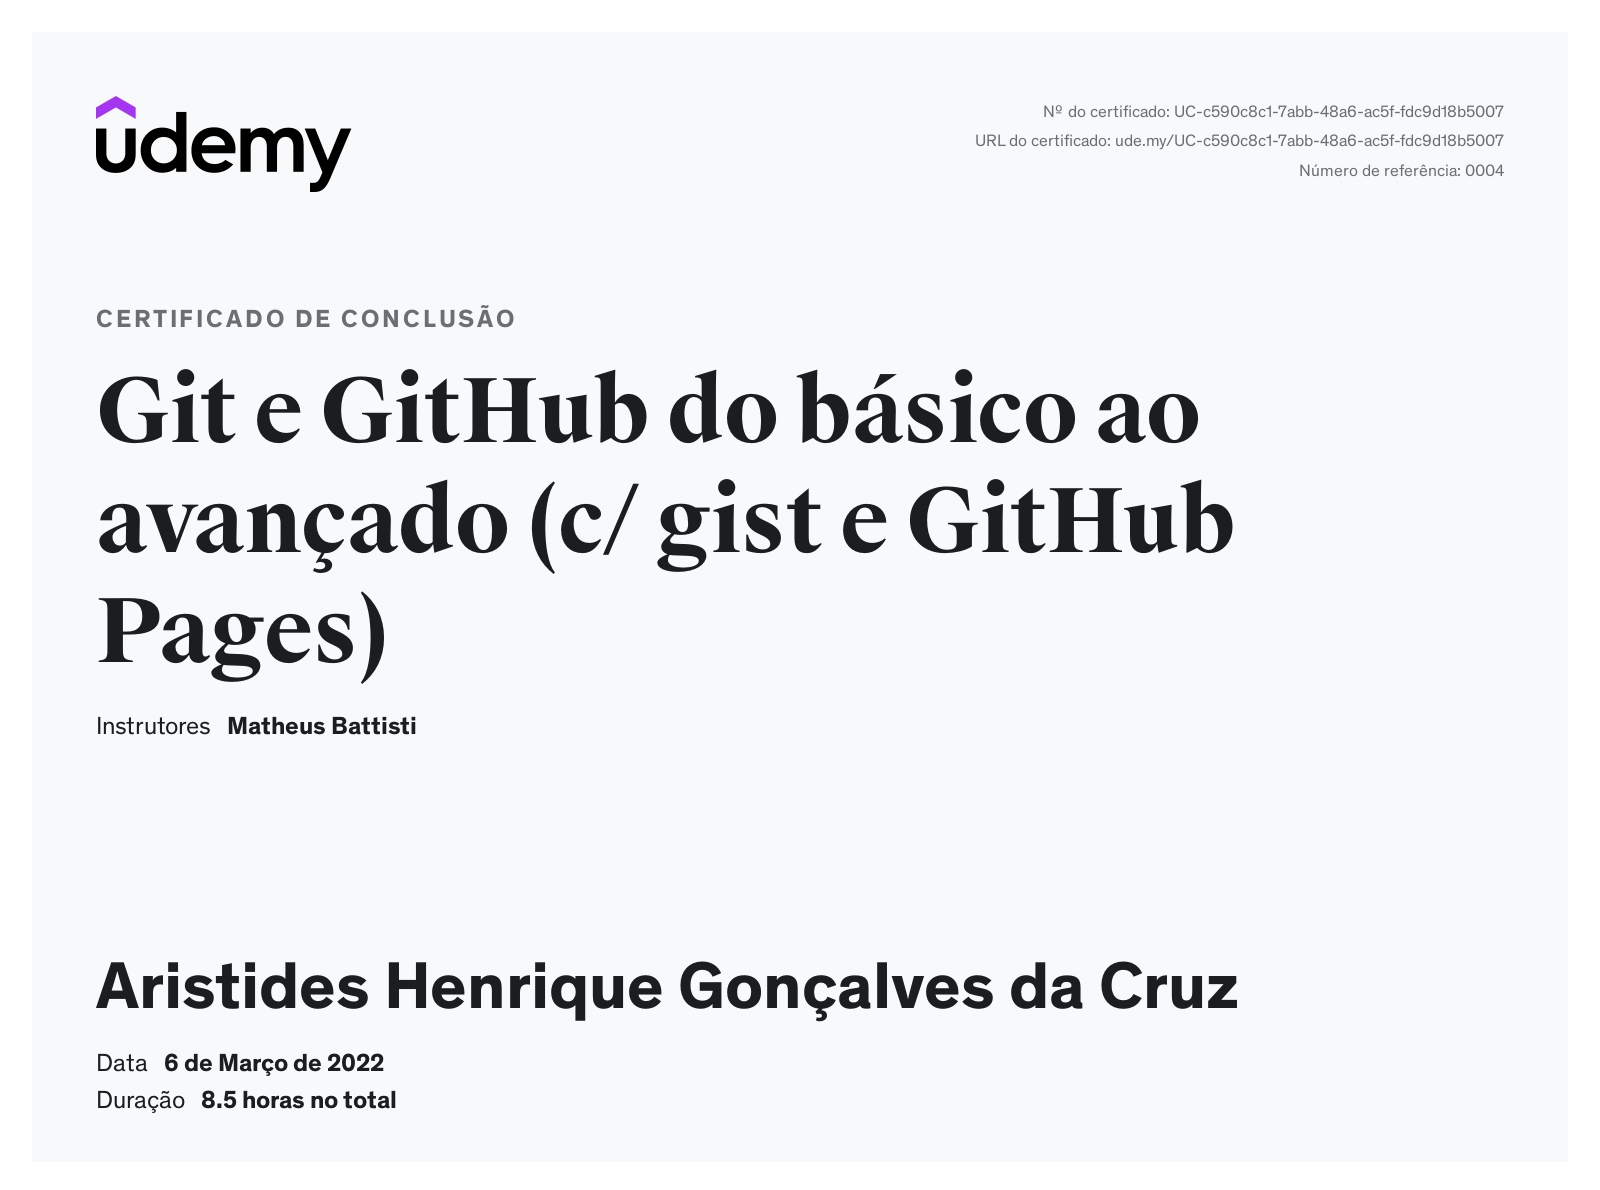 udemy
Nº do certificado: UC-c590c8c1-7abb-48a6-ac5f-fdc9d18b5007
URL do certificado: ude.my/UC-c590c8c1-7abb-48a6-ac5f-fdc9d18b5007
Número de referência: 0004
CERTIFICADO DE CONCLUSÃO
Git e GitHub do básico ao
avançado (c/ gist e GitHub
Pages)
Instrutores Matheus Battisti
Aristides Henrique Gonçalves da Cruz
Data 6 de Março de 2022
Duração 8.5 horas no total